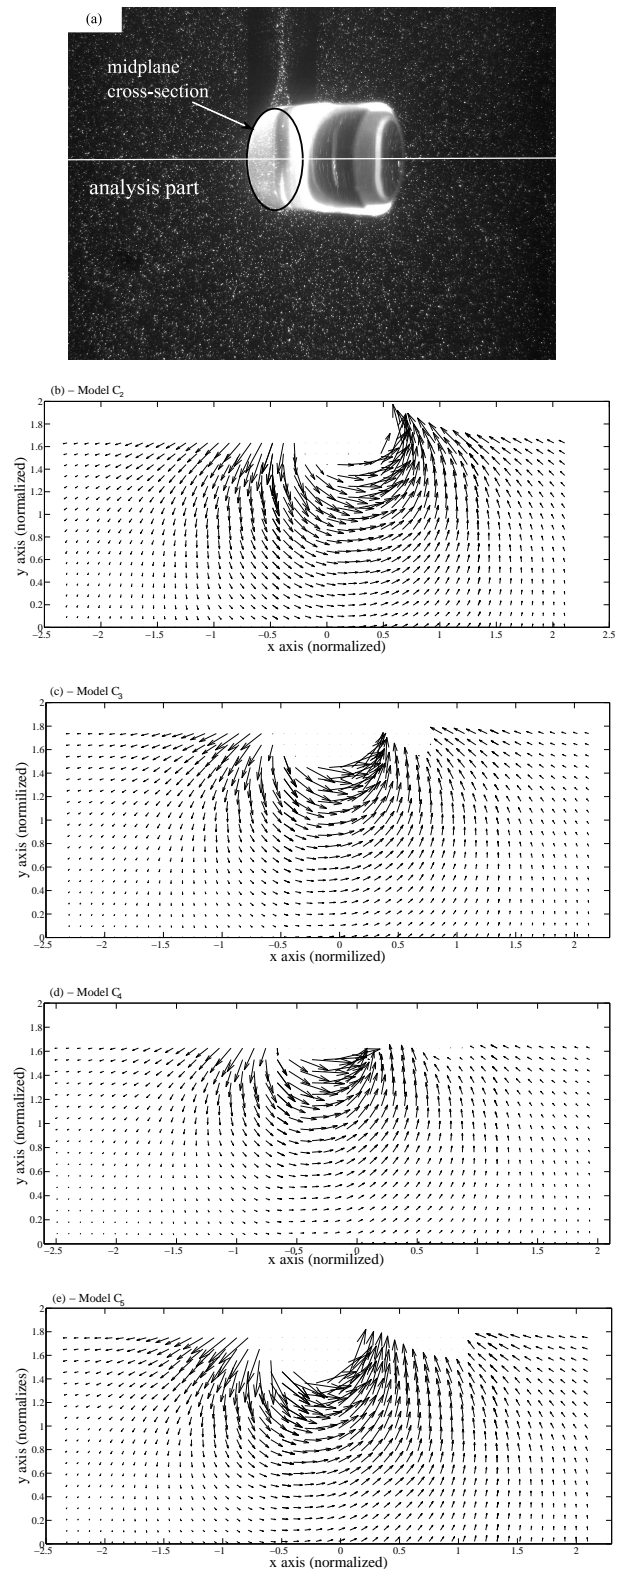 (a)
midplane
cross-section
analysis part
(b) – Model C2
2
1.8
1.6
1.4
1.2
1
0.8
0.6
0.4
0.2
0
y axis (normalized)
−2.5 −2 −1.5 −1 −0.5 0 0.5 1 1.5 2 2.5
x axis (normalized)
(c) – Model C3
2
1.8
1.6
1.4
1.2
1
0.8
0.6
0.4
0.2
0
y axis (normilized)
−2.5 −2 −1.5 −1 −0.5 0 0.5 1 1.5 2
x axis (normilized)
(d) – Model C4
2
1.8
1.6
1.4
1.2
1
0.8
0.6
0.4
0.2
0
y axis (normalized)
−2.5 −2 −1.5 −1 −0.5 0 0.5 1 1.5 2
x axis (normilized)
(e) – Model C5
2
1.8
1.6
1.4
1.2
1
0.8
0.6
0.4
0.2
0
y axis (normalizes)
−2.5 −2 −1.5 −1 −0.5 0 0.5 1 1.5 2
x axis (normalized)